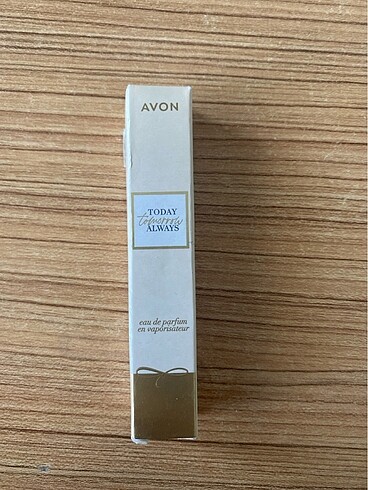 AVON
TODAY
tomorrow
ALWAYS
eau de parfum
en vaporisateur